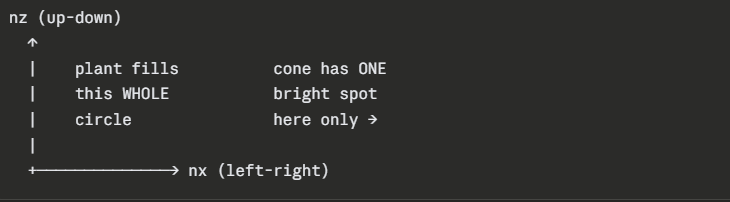 nz (up-down)
↑
|    plant fills          cone has ONE
|    this WHOLE           bright spot
|    circle               here only →
|
+———————————————→ nx (left-right)